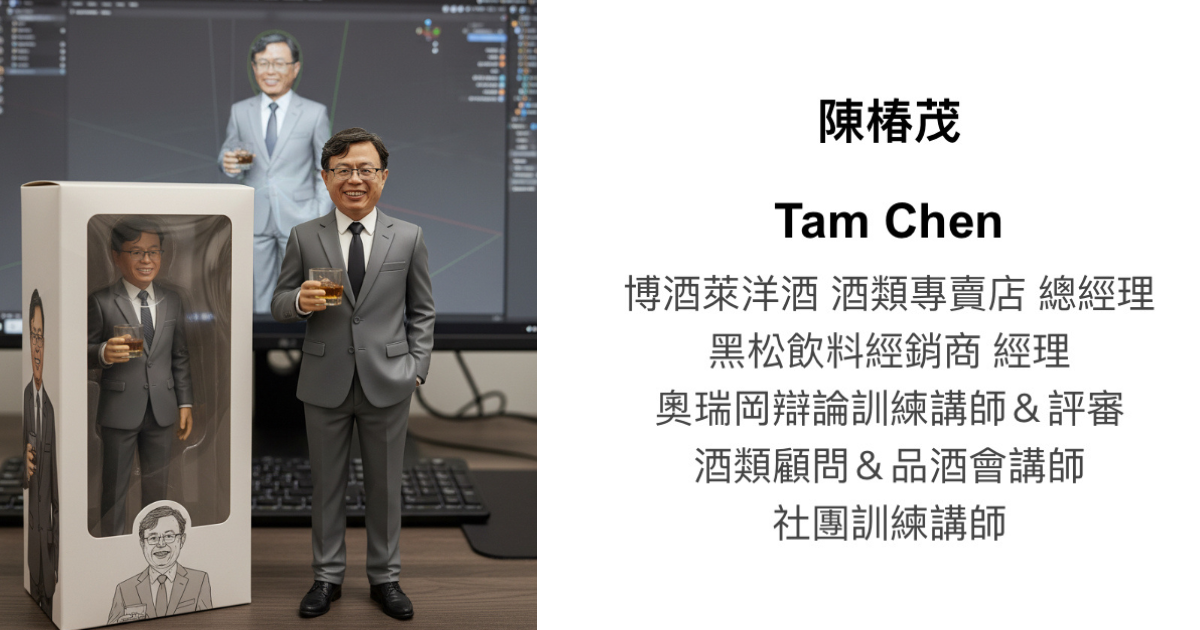 陳椿茂
Tam Chen
博酒萊洋酒 酒類專賣店 總經理
黑松飲料經銷商 經理
奧瑞岡辯論訓練講師＆評審
酒類顧問＆品酒會講師
社團訓練講師